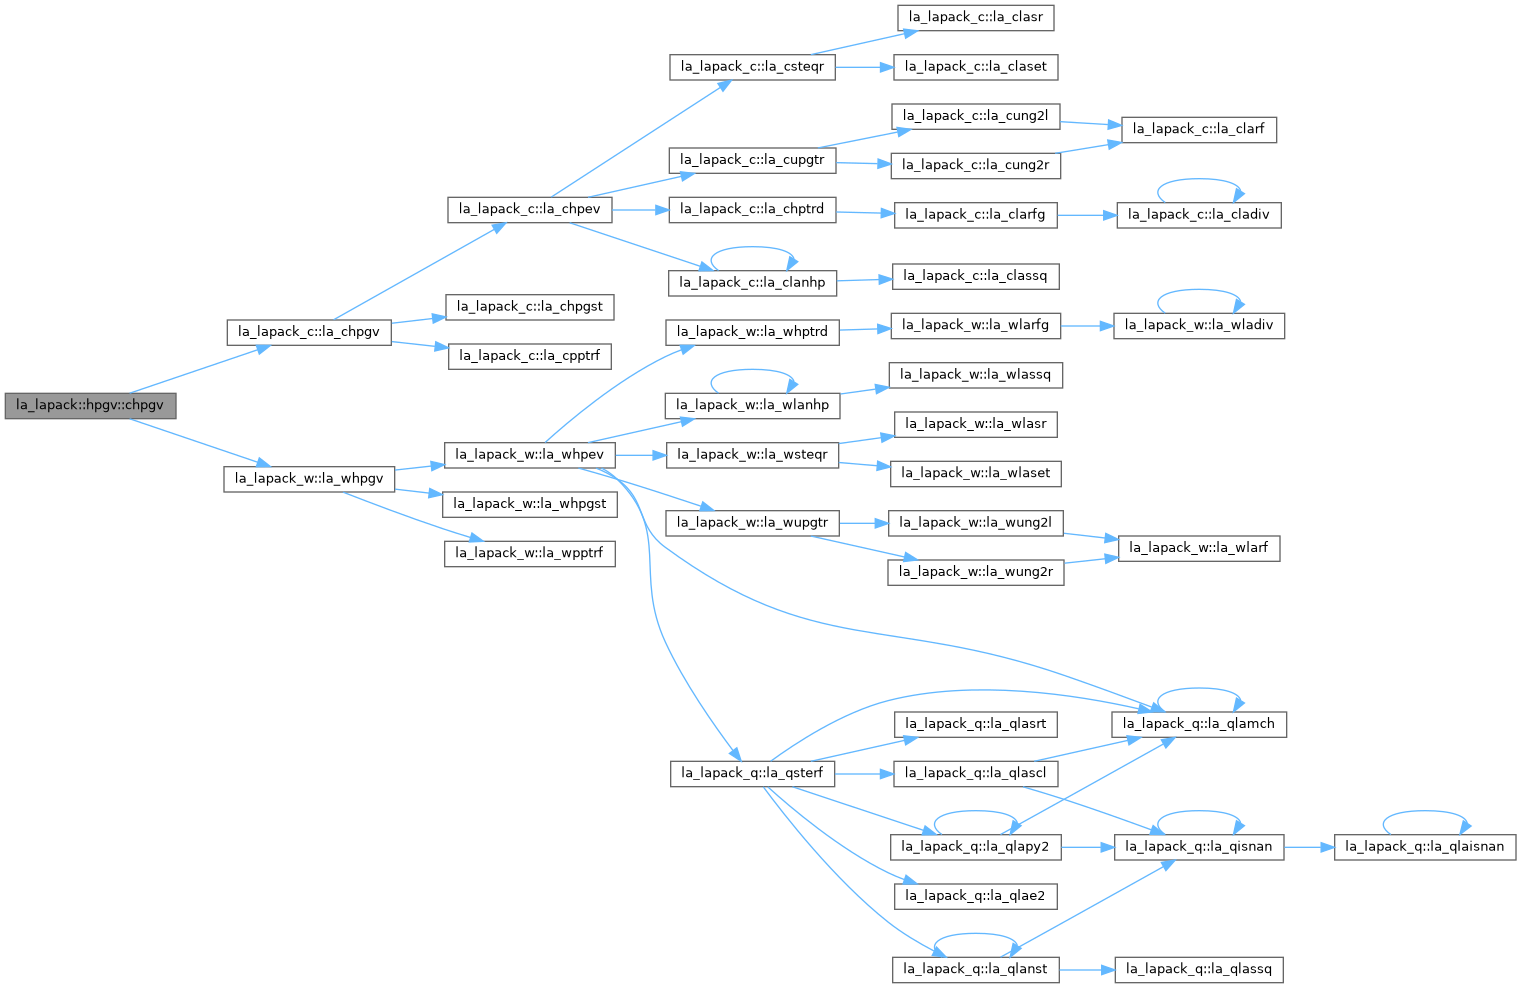 la_lapack_c::la_clasr
la_lapack_c::la_csteqr
la_lapack_c::la_claset
la_lapack_c::la_cung2l
la_lapack_c::la_clarf
la_lapack_c::la_cupgtr
la_lapack_c::la_cung2r
la_lapack_c::la_chpev
la_lapack_c::la_chptrd
la_lapack_c::la_clarfg
la_lapack_c::la_cladiv
la_lapack_c::la_clanhp
la_lapack_c::la_classq
la_lapack_c::la_chpgst
la_lapack_c::la_chpgv
la_lapack_w::la_whptrd
la_lapack_w::la_wlarfg
la_lapack_w::la_wladiv
la_lapack_c::la_cpptrf
la_lapack_w::la_wlassq
la_lapack::hpgv::chpgv
la_lapack_w::la_wlanhp
la_lapack_w::la_wlasr
la_lapack_w::la_whpev
la_lapack_w::la_wsteqr
la_lapack_w::la_wlaset
la_lapack_w::la_whpgv
la_lapack_w::la_whpgst
la_lapack_w::la_wupgtr
la_lapack_w::la_wung2l
la_lapack_w::la_wlarf
la_lapack_w::la_wpptrf
la_lapack_w::la_wung2r
la_lapack_q::la_qlasrt
la_lapack_q::la_qlamch
la_lapack_q::la_qsterf
la_lapack_q::la_qlascl
la_lapack_q::la_qlapy2
la_lapack_q::la_qisnan
la_lapack_q::la_qlaisnan
la_lapack_q::la_qlae2
la_lapack_q::la_qlanst
la_lapack_q::la_qlassq